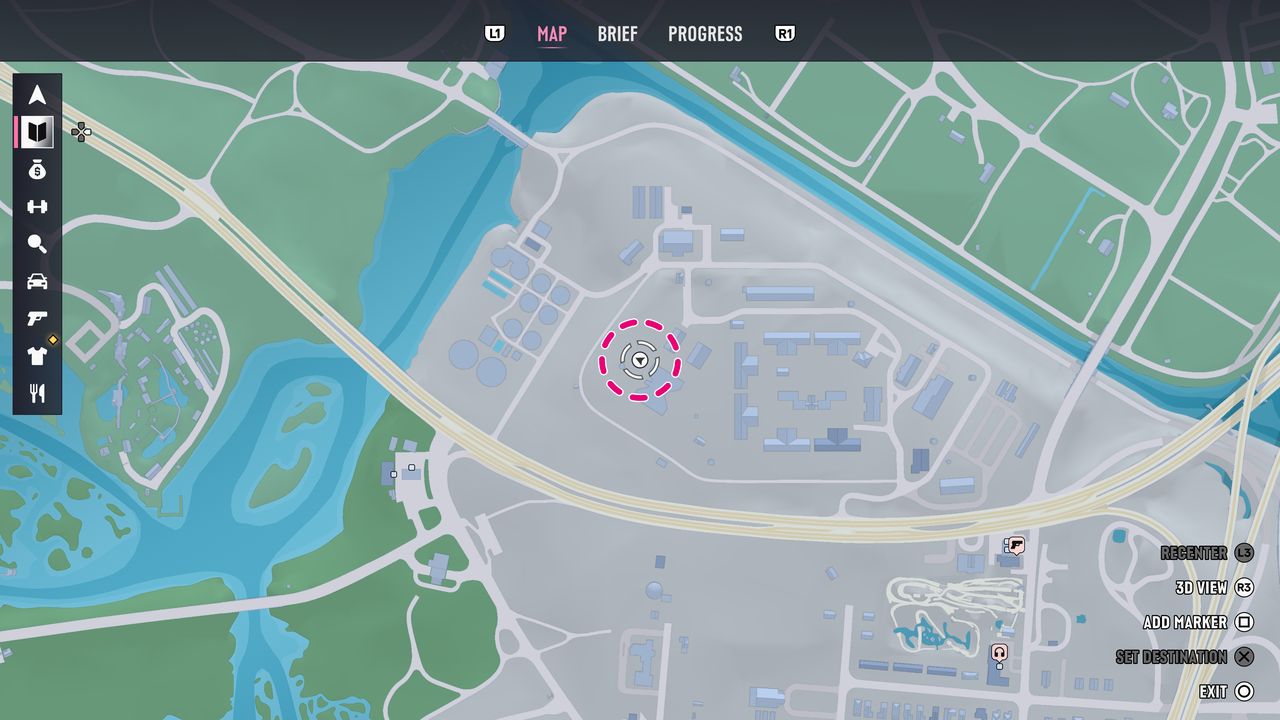 L1 MAP BRIEF PROGRESS R1
RECENTER L3
3D VIEW R3
ADD MARKER
SET DESTINATION
EXIT